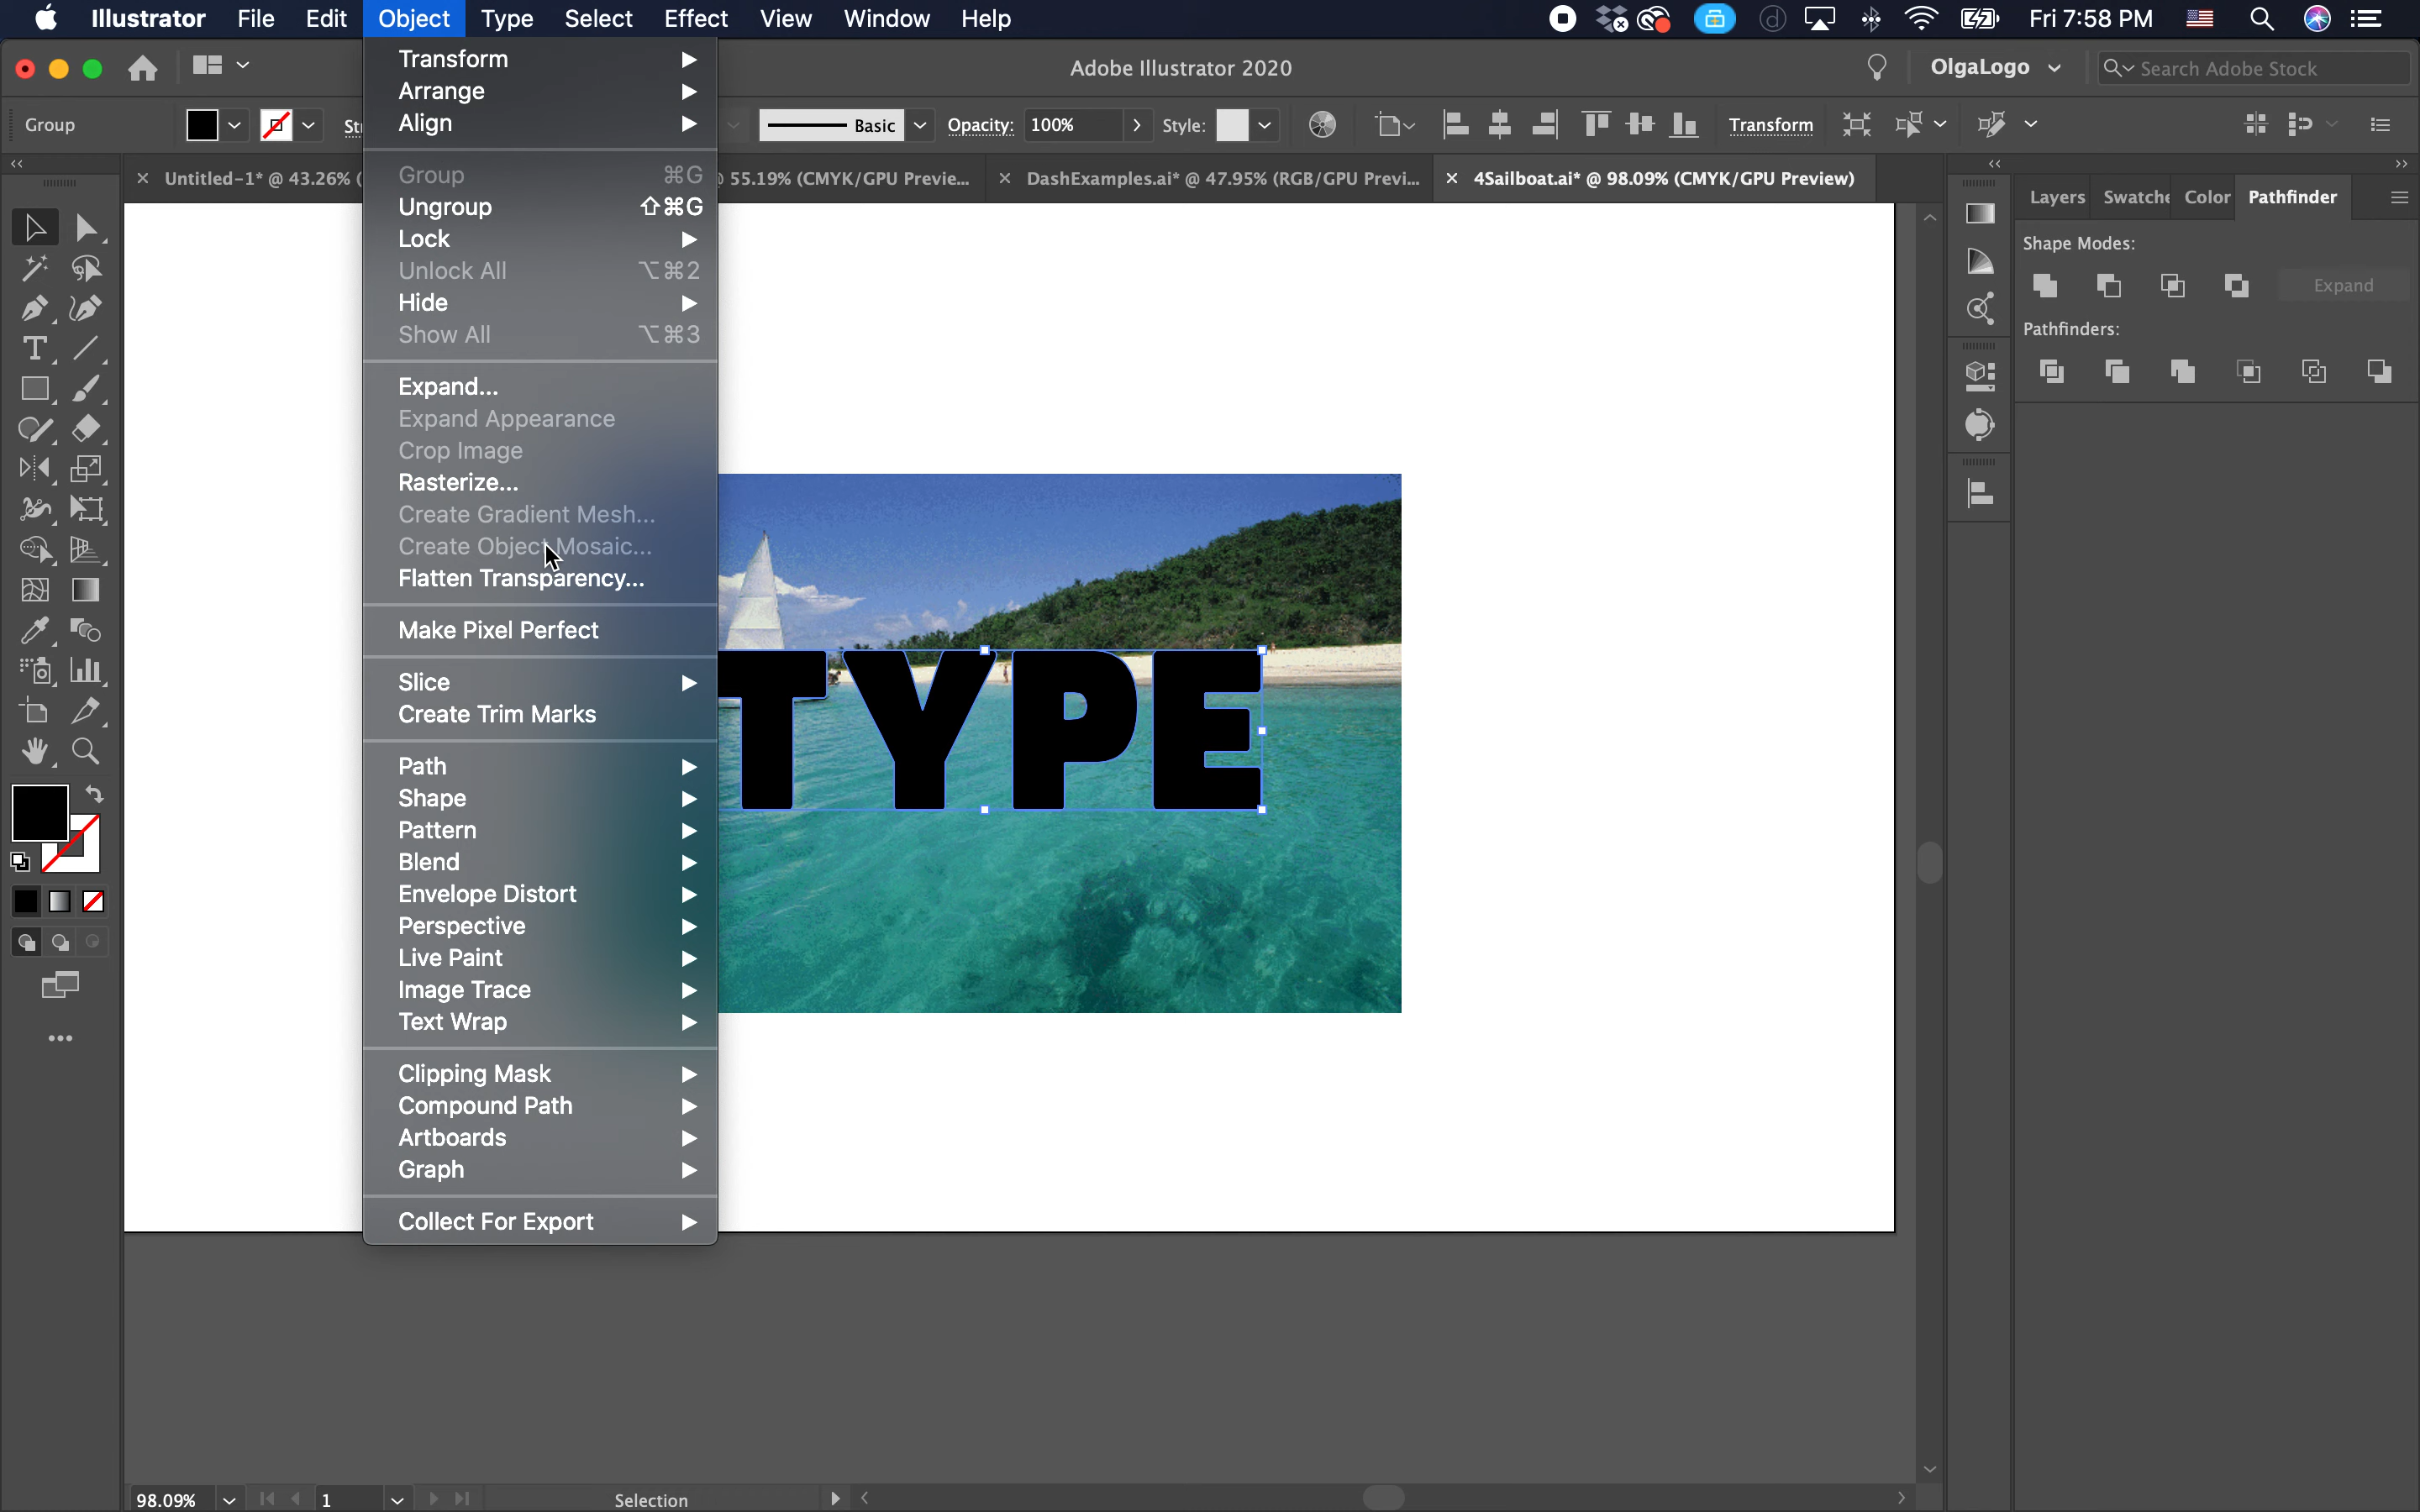 Illustrator File Edit Object Type Select Effect View Window Help Fri 7:58 PM
Adobe Illustrator 2020 OlgaLogo Search Adobe Stock
Group Basic Opacity: 100% Style: Transform
Untitled-1* @ 43.26% ( 55.19% (CMYK/GPU Previe... DashExamples.ai* @ 47.95% (RGB/GPU Previ... 4Sailboat.ai* @ 98.09% (CMYK/GPU Preview)
Transform
Arrange
Align
Group ⌘G
Ungroup ⇧⌘G
Lock
Unlock All ⌥⌘2
Hide
Show All ⌥⌘3
Expand...
Expand Appearance
Crop Image
Rasterize...
Create Gradient Mesh...
Create Object Mosaic...
Flatten Transparency...
Make Pixel Perfect
Slice
Create Trim Marks
Path
Shape
Pattern
Blend
Envelope Distort
Perspective
Live Paint
Image Trace
Text Wrap
Clipping Mask
Compound Path
Artboards
Graph
Collect For Export
TYPE
Layers Swatche Color Pathfinder
Shape Modes:
Expand
Pathfinders:
98.09% 1 Selection